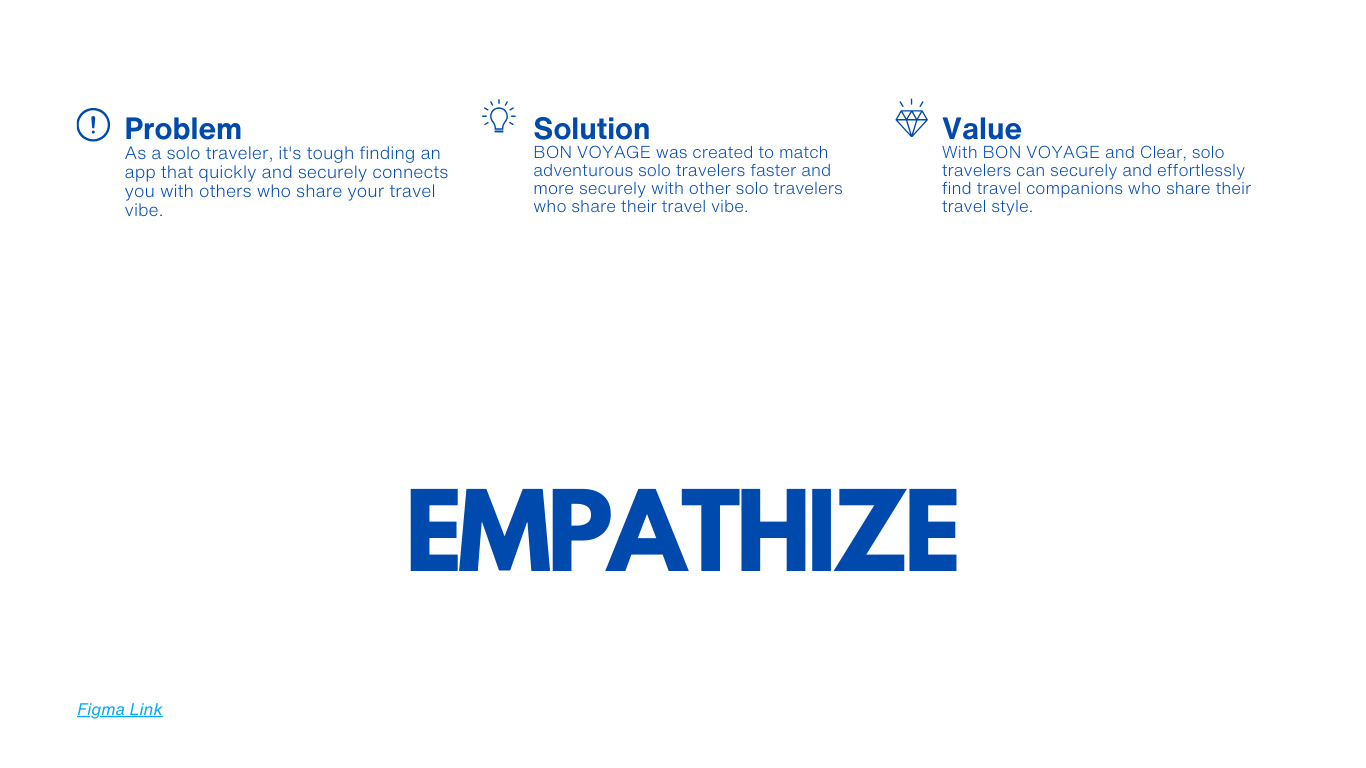 Problem
As a solo traveler, it's tough finding an
app that quickly and securely connects
you with others who share your travel
vibe.
Solution
BON VOYAGE was created to match
adventurous solo travelers faster and
more securely with other solo travelers
who share their travel vibe.
Value
With BON VOYAGE and Clear, solo
travelers can securely and effortlessly
find travel companions who share their
travel style.
EMPATHIZE
Figma Link